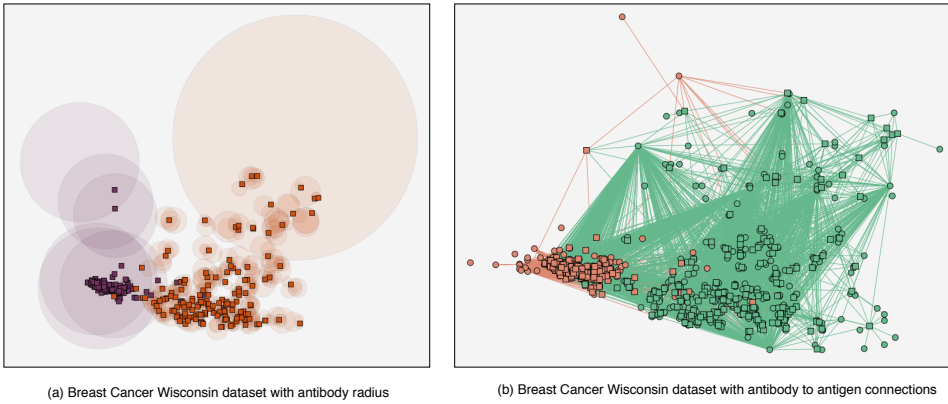 (a) Breast Cancer Wisconsin dataset with antibody radius
(b) Breast Cancer Wisconsin dataset with antibody to antigen connections